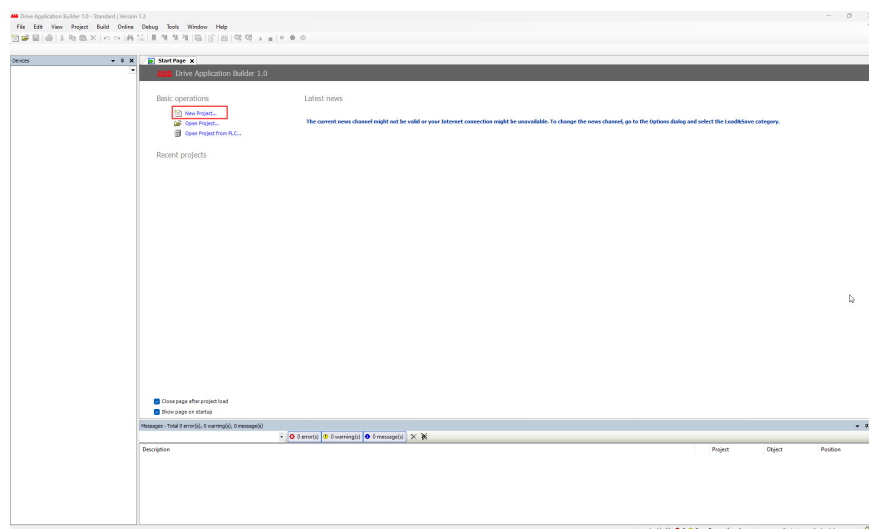 ABB Drive Application Builder 1.0 - Standard | Version 1.2
File Edit View Project Build Online Debug Tools Window Help
Devices
Start Page
ABB Drive Application Builder 1.0
Basic operations
Latest news
New Project...
The current news channel might not be valid or your Internet connection might be unavailable. To change the news channel, go to the Options dialog and select the Load&Save category.
Open Project...
Open Project from PLC...
Recent projects
Close page after project load
Show page on startup
Messages - Total 0 error(s), 0 warning(s), 0 message(s)
0 error(s) 0 warning(s) 0 message(s)
Description Project Object Position